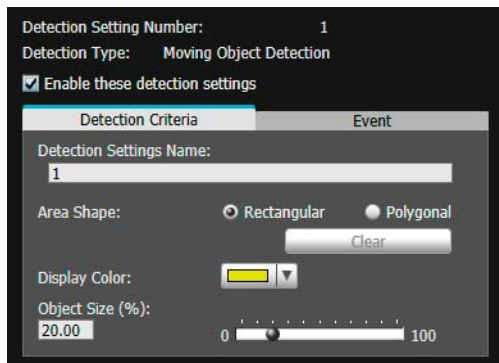 Detection Setting Number: 1
Detection Type: Moving Object Detection
Enable these detection settings
Detection Criteria Event
Detection Settings Name:
1
Area Shape: Rectangular Polygonal
Clear
Display Color:
Object Size (%):
20.00 0 100